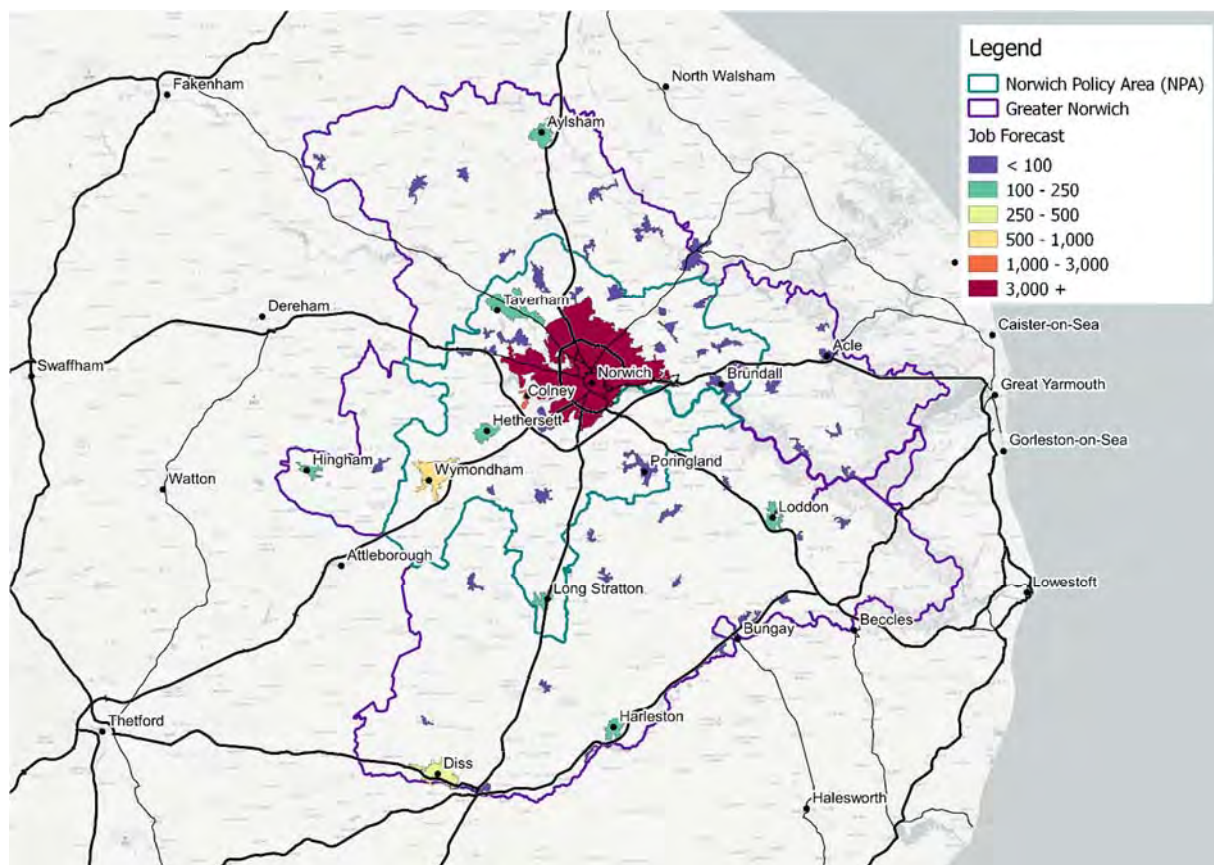 Legend
Norwich Policy Area (NPA)
Greater Norwich
Job Forecast
< 100
100 - 250
250 - 500
500 - 1,000
1,000 - 3,000
3,000 +
North Walsham
Fakenham
Aylsham
Taverham
Dereham
Caister-on-Sea
Acle
Swaffham
Norwich
Brundall
Great Yarmouth
Colney
Hethersett
Gorleston-on-Sea
Hingham
Wymondham
Poringland
Watton
Loddon
Attleborough
Long Stratton
Lowestoft
Bungay
Beccles
Thetford
Harleston
Diss
Halesworth